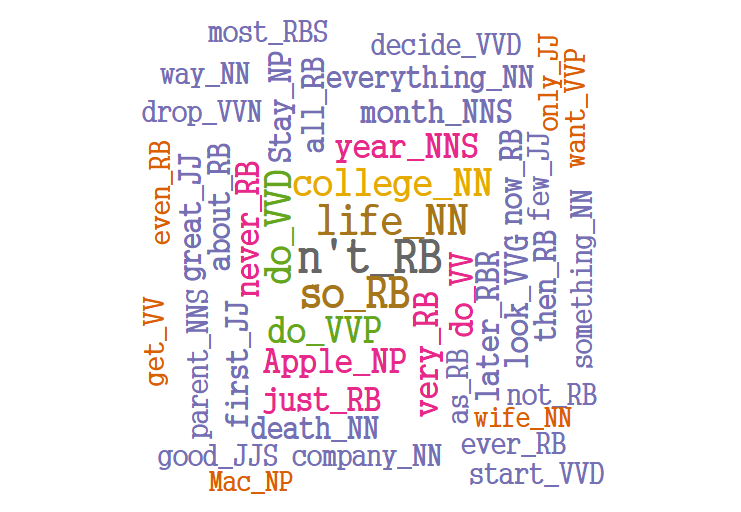 most_RBS
decide_VVD
only_JJ
want_VVP
way_NN
Stay_NP
all_RB
everything_NN
drop_VVN
month_NNS
even_RB
great_JJ
about_RB
never_RB
year_NNS
now_RB
few_JJ
do_VVD
college_NN
life_NN
something_NN
n't_RB
so_RB
do_VV
later_RBR
look_VVG
then_RB
get_VV
parent_NNS
first_JJ
do_VVP
Apple_NP
very_RB
just_RB
as_RB
not_RB
death_NN
wife_NN
good_JJS
company_NN
ever_RB
Mac_NP
start_VVD